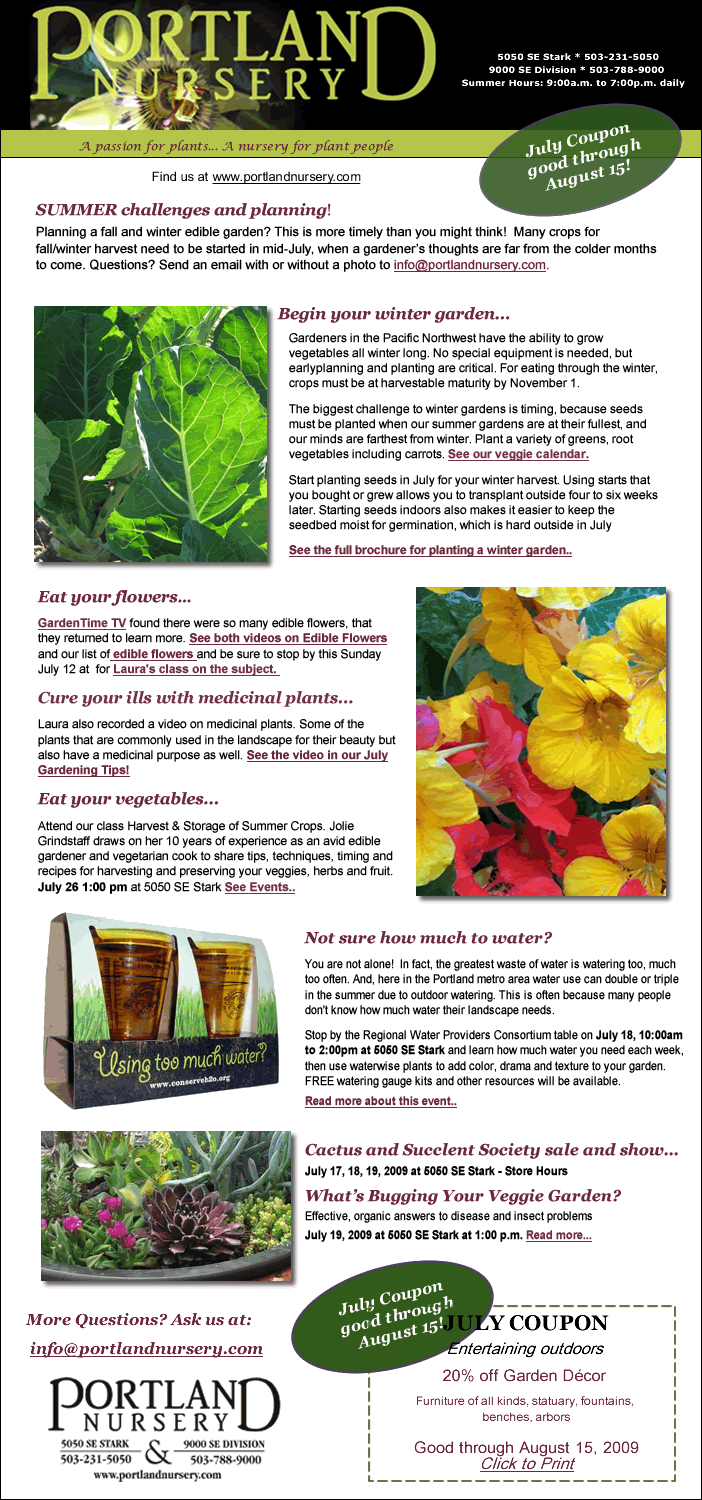 PORTLAND
NURSERY
5050 SE Stark * 503-231-5050
9000 SE Division * 503-788-9000
Summer Hours: 9:00a.m. to 7:00p.m. daily
A passion for plants... A nursery for plant people
July Coupon
good through
August 15!
Find us at www.portlandnursery.com
SUMMER challenges and planning!
Planning a fall and winter edible garden? This is more timely than you might think!  Many crops for
fall/winter harvest need to be started in mid-July, when a gardener's thoughts are far from the colder months
to come. Questions? Send an email with or without a photo to info@portlandnursery.com.
Begin your winter garden...
Gardeners in the Pacific Northwest have the ability to grow
vegetables all winter long. No special equipment is needed, but
earlyplanning and planting are critical. For eating through the winter,
crops must be at harvestable maturity by November 1.
The biggest challenge to winter gardens is timing, because seeds
must be planted when our summer gardens are at their fullest, and
our minds are farthest from winter. Plant a variety of greens, root
vegetables including carrots. See our veggie calendar.
Start planting seeds in July for your winter harvest. Using starts that
you bought or grew allows you to transplant outside four to six weeks
later. Starting seeds indoors also makes it easier to keep the
seedbed moist for germination, which is hard outside in July
See the full brochure for planting a winter garden..
Eat your flowers...
GardenTime TV found there were so many edible flowers, that
they returned to learn more. See both videos on Edible Flowers
and our list of edible flowers and be sure to stop by this Sunday
July 12 at  for Laura's class on the subject.
Cure your ills with medicinal plants...
Laura also recorded a video on medicinal plants. Some of the
plants that are commonly used in the landscape for their beauty but
also have a medicinal purpose as well. See the video in our July
Gardening Tips!
Eat your vegetables...
Attend our class Harvest & Storage of Summer Crops. Jolie
Grindstaff draws on her 10 years of experience as an avid edible
gardener and vegetarian cook to share tips, techniques, timing and
recipes for harvesting and preserving your veggies, herbs and fruit.
July 26 1:00 pm at 5050 SE Stark See Events..
Using too much water?
www.conserveh2o.org
Not sure how much to water?
You are not alone!  In fact, the greatest waste of water is watering too, much
too often. And, here in the Portland metro area water use can double or triple
in the summer due to outdoor watering. This is often because many people
don't know how much water their landscape needs.
Stop by the Regional Water Providers Consortium table on July 18, 10:00am
to 2:00pm at 5050 SE Stark and learn how much water you need each week,
then use waterwise plants to add color, drama and texture to your garden.
FREE watering gauge kits and other resources will be available.
Read more about this event..
Cactus and Succlent Society sale and show...
July 17, 18, 19, 2009 at 5050 SE Stark - Store Hours
What's Bugging Your Veggie Garden?
Effective, organic answers to disease and insect problems
July 19, 2009 at 5050 SE Stark at 1:00 p.m. Read more...
More Questions? Ask us at:
info@portlandnursery.com
PORTLAND
NURSERY
5050 SE STARK
503-231-5050
&
9000 SE DIVISION
503-788-9000
www.portlandnursery.com
July Coupon
good through
August 15!
JULY COUPON
Entertaining outdoors
20% off Garden Décor
Furniture of all kinds, statuary, fountains,
benches, arbors
Good through August 15, 2009
Click to Print